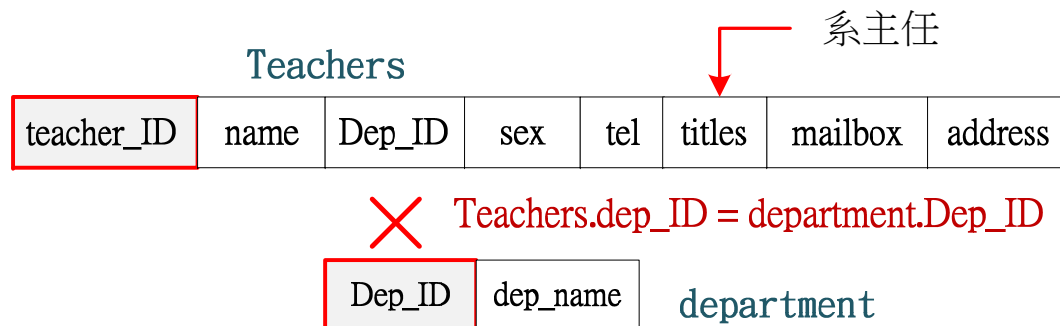 系主任
Teachers
teacher_ID name Dep_ID sex tel titles mailbox address
Teachers.dep_ID = department.Dep_ID
Dep_ID dep_name
department